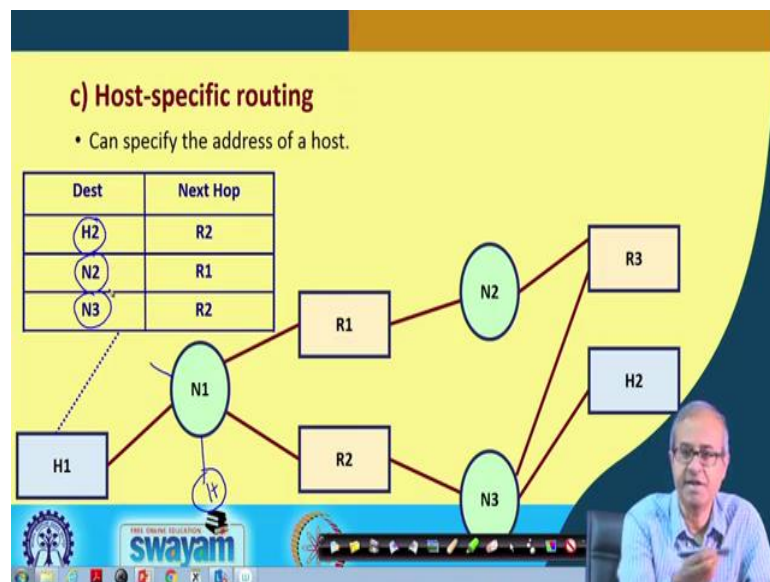 c) Host-specific routing
• Can specify the address of a host.
Dest Next Hop
H2 R2
N2 R1
N3 R2
R3
N2
R1
H2
N1
R2
H1
N3
H
FREE ONLINE EDUCATION
swayam